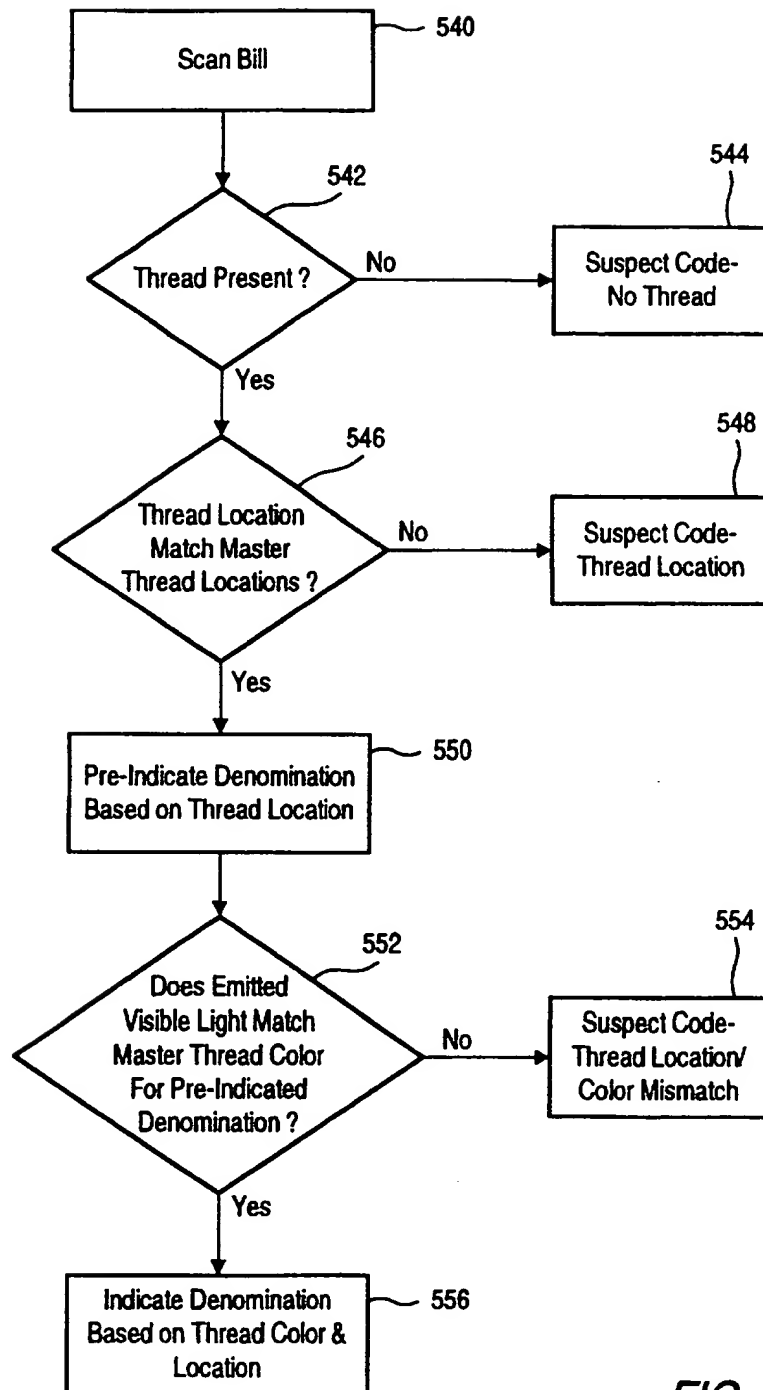 540
Scan Bill
542
544
Thread Present ?
No
Suspect Code-
No Thread
Yes
546
548
Thread Location
Match Master
Thread Locations ?
No
Suspect Code-
Thread Location
Yes
550
Pre-Indicate Denomination
Based on Thread Location
552
554
Does Emitted
Visible Light Match
Master Thread Color
For Pre-Indicated
Denomination ?
No
Suspect Code-
Thread Location/
Color Mismatch
Yes
Indicate Denomination
Based on Thread Color &
Location
556
FIG